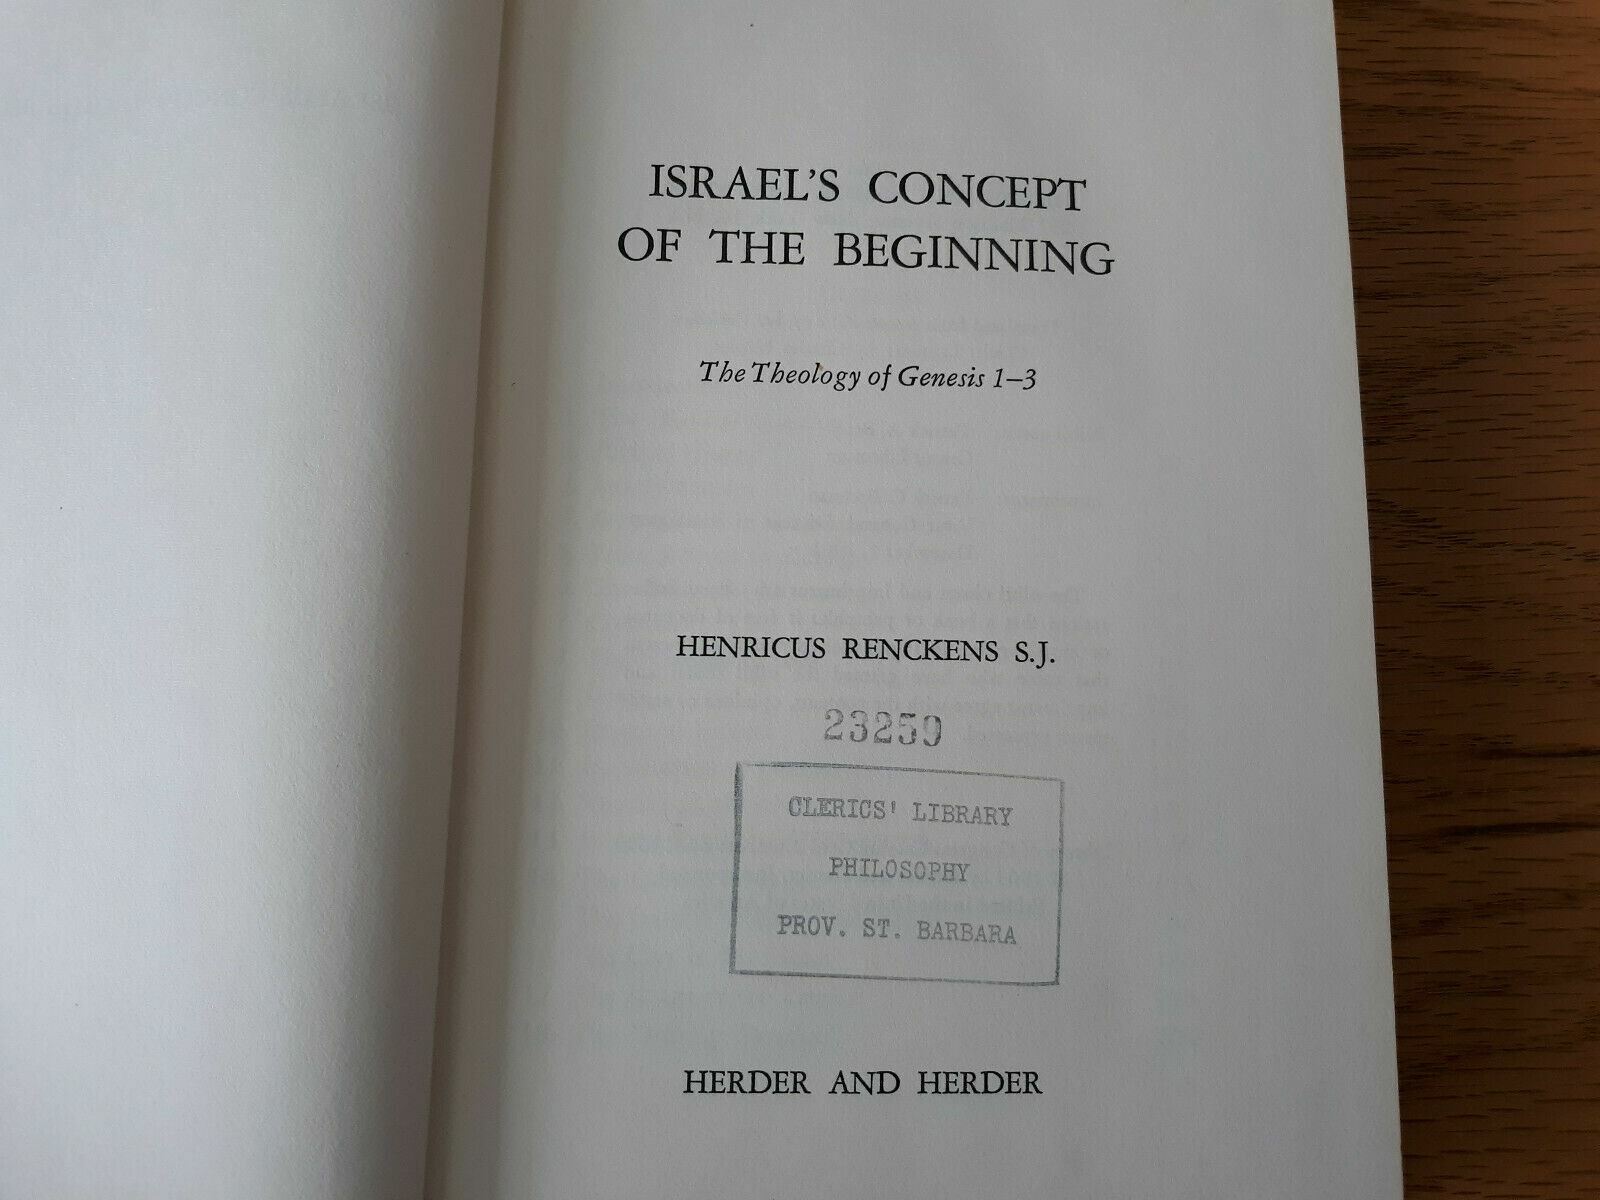 ISRAEL'S CONCEPT
OF THE BEGINNING
The Theology of Genesis 1–3
HENRICUS RENCKENS S.J.
23259
CLERICS' LIBRARY
PHILOSOPHY
PROV. ST. BARBARA
HERDER AND HERDER